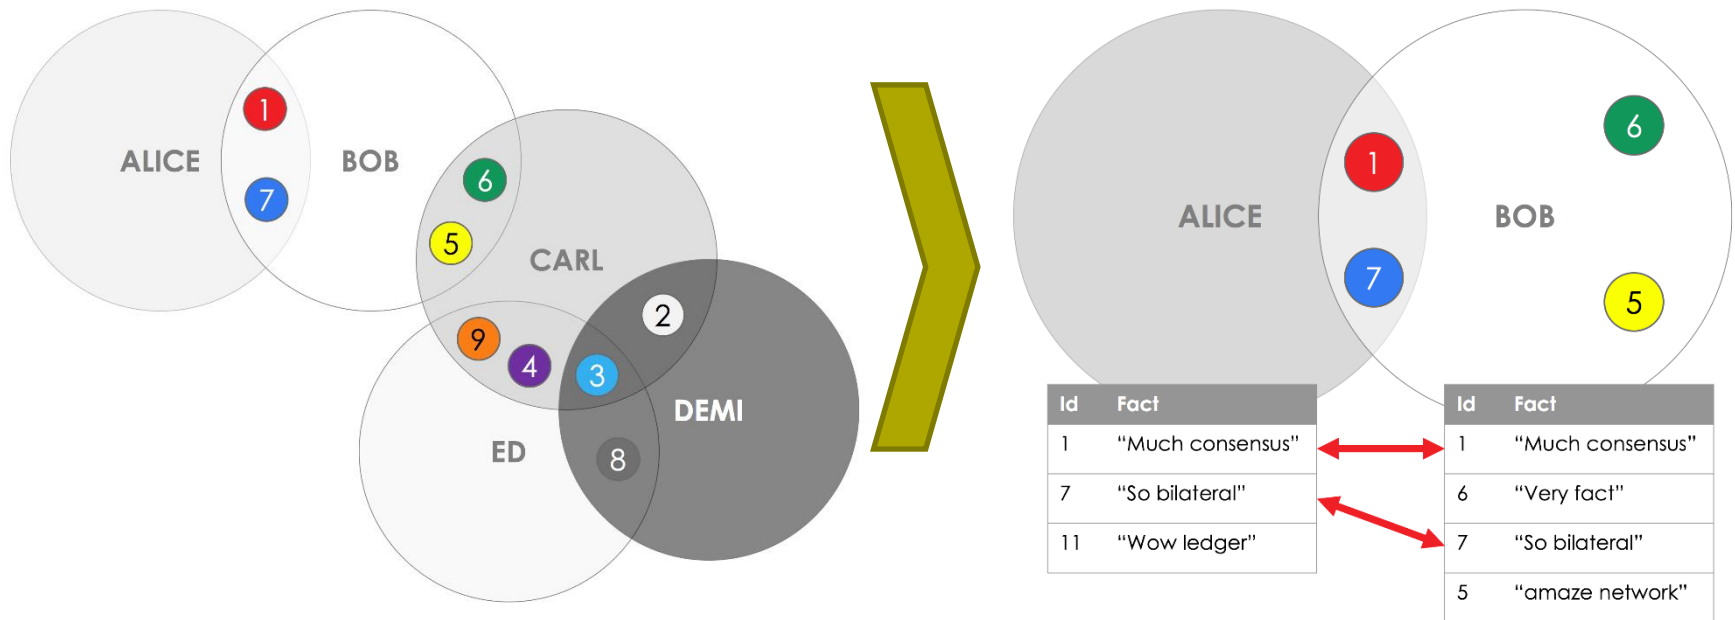 1
ALICE
BOB
7
6
5
CARL
2
9
4
3
DEMI
ED
8
6
1
ALICE
BOB
7
5
Id Fact
1 “Much consensus”
7 “So bilateral”
11 “Wow ledger”
Id Fact
1 “Much consensus”
6 “Very fact”
7 “So bilateral”
5 “amaze network”